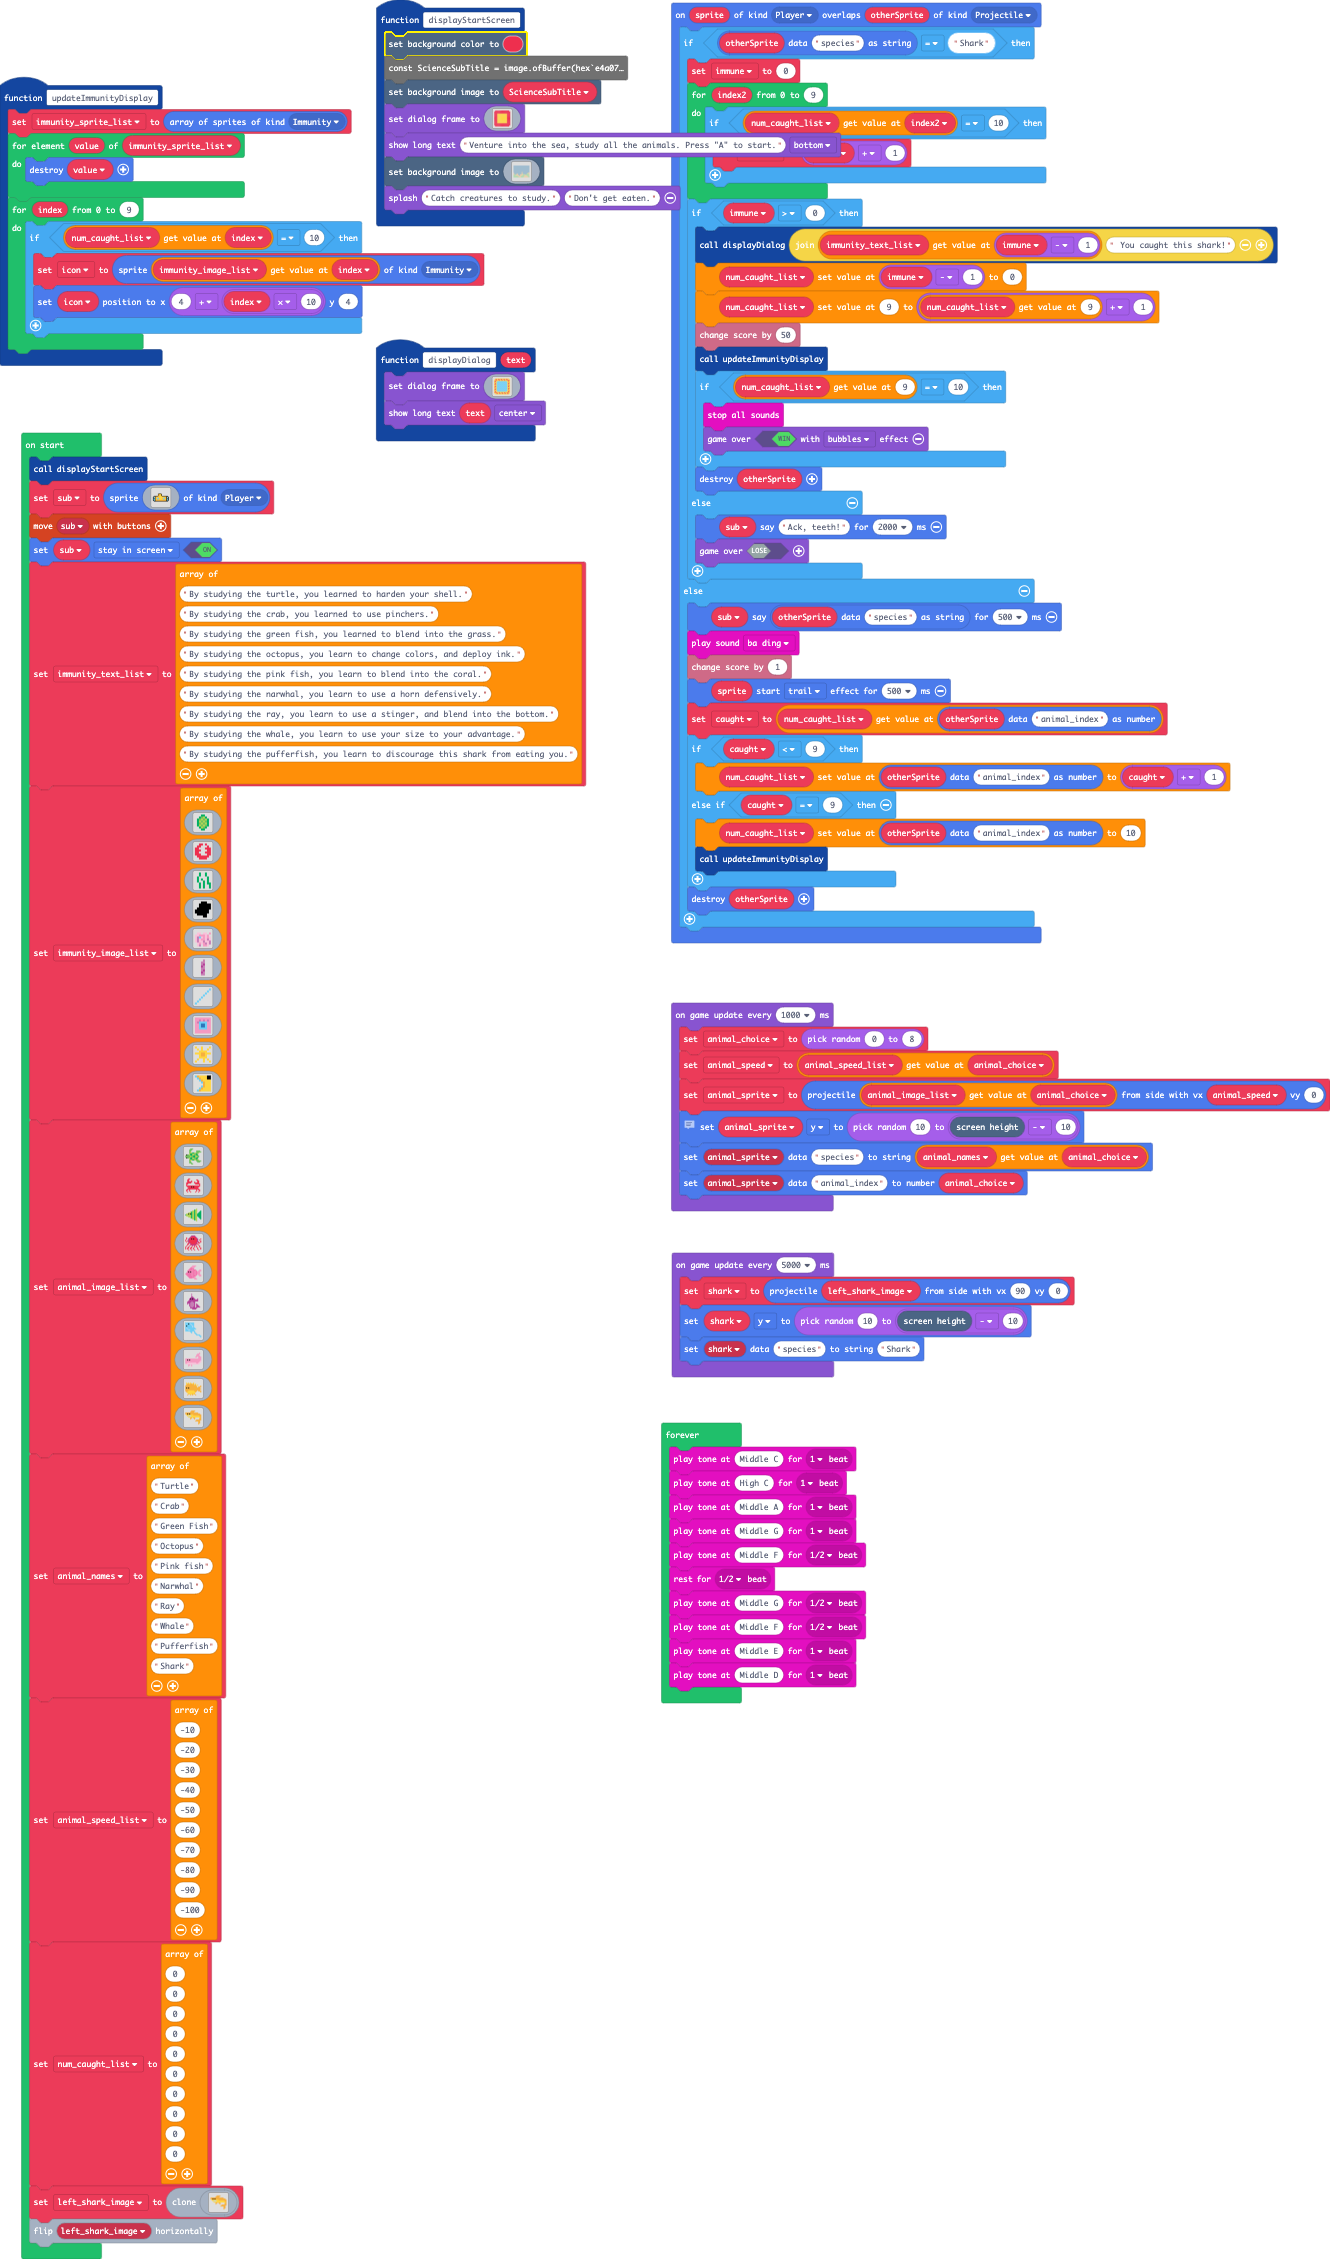 function updateImmunityDisplay
set immunity_sprite_list to array of sprites of kind Immunity
for element value of immunity_sprite_list
do
destroy value
for index from 0 to 9
do
if num_caught_list get value at index = 10 then
set icon to sprite immunity_image_list get value at index of kind Immunity
set icon position to x 4 + index x 10 y 4
function displayStartScreen
set background color to
const ScienceSubTitle = image.ofBuffer(hex`e4a07…
set background image to ScienceSubTitle
set dialog frame to
show long text "Venture into the sea, study all the animals. Press "A" to start." bottom
set background image to
splash "Catch creatures to study." "Don't get eaten."
function displayDialog text
set dialog frame to
show long text text center
on start
call displayStartScreen
set sub to sprite of kind Player
move sub with buttons
set sub stay in screen ON
set immunity_text_list to
array of
"By studying the turtle, you learned to harden your shell."
"By studying the crab, you learned to use pinchers."
"By studying the green fish, you learned to blend into the grass."
"By studying the octopus, you learn to change colors, and deploy ink."
"By studying the pink fish, you learn to blend into the coral."
"By studying the narwhal, you learn to use a horn defensively."
"By studying the ray, you learn to use a stinger, and blend into the bottom."
"By studying the whale, you learn to use your size to your advantage."
"By studying the pufferfish, you learn to discourage this shark from eating you."
set immunity_image_list to
array of
set animal_image_list to
array of
set animal_names to
array of
"Turtle"
"Crab"
"Green Fish"
"Octopus"
"Pink fish"
"Narwhal"
"Ray"
"Whale"
"Pufferfish"
"Shark"
set animal_speed_list to
array of
-10
-20
-30
-40
-50
-60
-70
-80
-90
-100
set num_caught_list to
array of
0
0
0
0
0
0
0
0
0
0
set left_shark_image to clone
flip left_shark_image horizontally
on sprite of kind Player overlaps otherSprite of kind Projectile
if otherSprite data "species" as string = "Shark" then
set immune to 0
for index2 from 0 to 9
do
if num_caught_list get value at index2 = 10 then
+ 1
if immune > 0 then
call displayDialog join immunity_text_list get value at immune - 1 " You caught this shark!"
num_caught_list set value at immune - 1 to 0
num_caught_list set value at 9 to num_caught_list get value at 9 + 1
change score by 50
call updateImmunityDisplay
if num_caught_list get value at 9 = 10 then
stop all sounds
game over WIN with bubbles effect
destroy otherSprite
else
sub say "Ack, teeth!" for 2000 ms
game over LOSE
else
sub say otherSprite data "species" as string for 500 ms
play sound ba ding
change score by 1
sprite start trail effect for 500 ms
set caught to num_caught_list get value at otherSprite data "animal_index" as number
if caught < 9 then
num_caught_list set value at otherSprite data "animal_index" as number to caught + 1
else if caught = 9 then
num_caught_list set value at otherSprite data "animal_index" as number to 10
call updateImmunityDisplay
destroy otherSprite
on game update every 1000 ms
set animal_choice to pick random 0 to 8
set animal_speed to animal_speed_list get value at animal_choice
set animal_sprite to projectile animal_image_list get value at animal_choice from side with vx animal_speed vy 0
set animal_sprite y to pick random 10 to screen height - 10
set animal_sprite data "species" to string animal_names get value at animal_choice
set animal_sprite data "animal_index" to number animal_choice
on game update every 5000 ms
set shark to projectile left_shark_image from side with vx 90 vy 0
set shark y to pick random 10 to screen height - 10
set shark data "species" to string "Shark"
forever
play tone at Middle C for 1 beat
play tone at High C for 1 beat
play tone at Middle A for 1 beat
play tone at Middle G for 1 beat
play tone at Middle F for 1/2 beat
rest for 1/2 beat
play tone at Middle G for 1/2 beat
play tone at Middle F for 1/2 beat
play tone at Middle E for 1 beat
play tone at Middle D for 1 beat